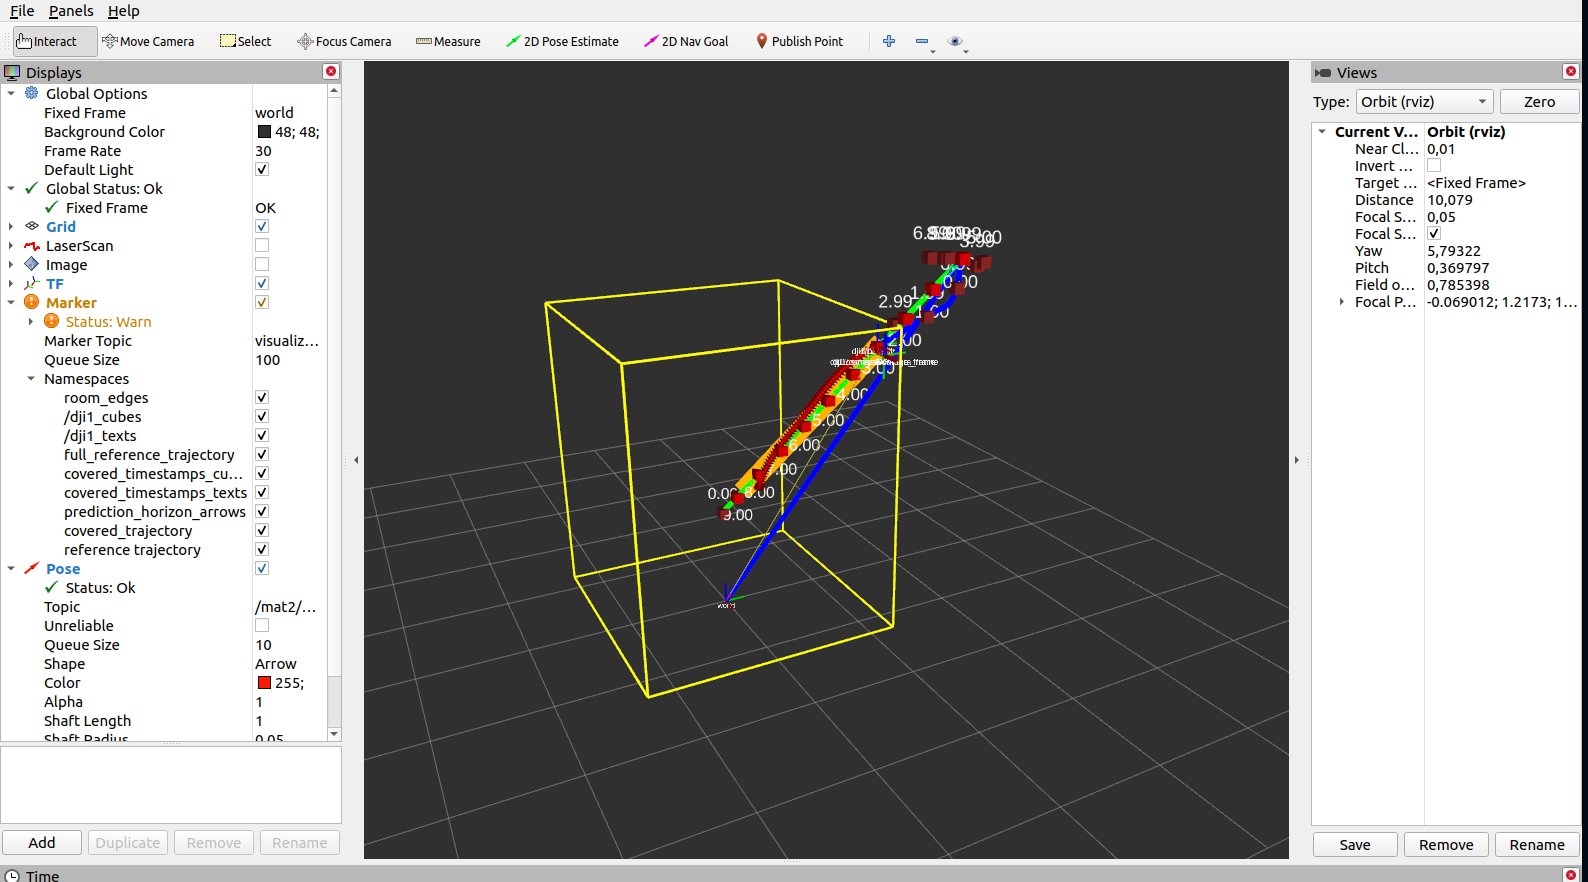 File Panels Help
Interact Move Camera Select Focus Camera Measure 2D Pose Estimate 2D Nav Goal Publish Point
Displays
Global Options
Fixed Frame world
Background Color 48; 48;
Frame Rate 30
Default Light
Global Status: Ok
Fixed Frame OK
Grid
LaserScan
Image
TF
Marker
Status: Warn
Marker Topic visualiz...
Queue Size 100
Namespaces
room_edges
/dji1_cubes
/dji1_texts
full_reference_trajectory
covered_timestamps_cu...
covered_timestamps_texts
prediction_horizon_arrows
covered_trajectory
reference trajectory
Pose
Status: Ok
Topic /mat2/...
Unreliable
Queue Size 10
Shape Arrow
Color 255;
Alpha 1
Shaft Length 1
Shaft Radius 0.05
Add Duplicate Remove Rename
Time
3.99
0.00
2.99
2.00
3.00
4.00
5.00
6.00
8.00
9.00
world
Views
Type: Orbit (rviz) Zero
Current V... Orbit (rviz)
Near Cl... 0,01
Invert ...
Target ... <Fixed Frame>
Distance 10,079
Focal S... 0,05
Focal S...
Yaw 5,79322
Pitch 0,369797
Field o... 0,785398
Focal P... -0.069012; 1.2173; 1...
Save Remove Rename